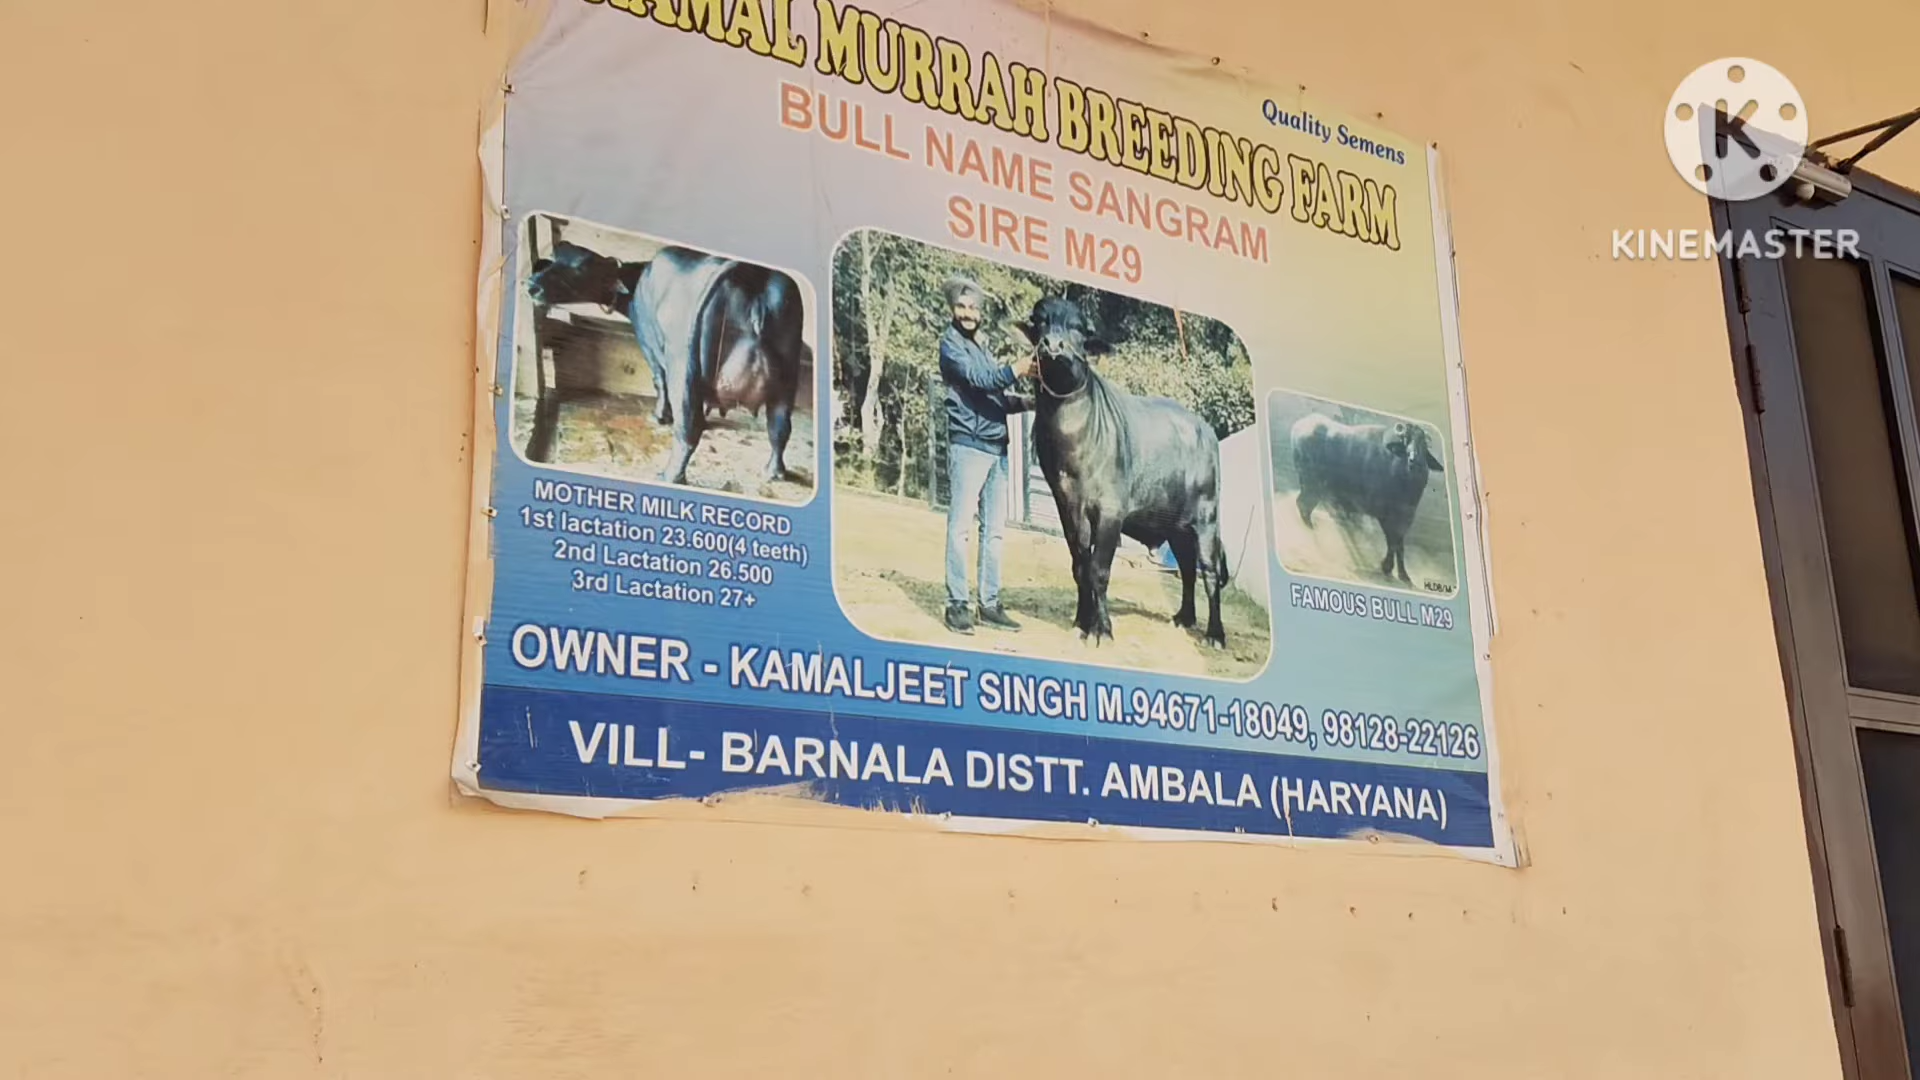 KAMAL MURRAH BREEDING FARM
Quality Semens
BULL NAME SANGRAM
SIRE M29
MOTHER MILK RECORD
1st lactation 23.600(4 teeth)
2nd Lactation 26.500
3rd Lactation 27+
HLDB/M
FAMOUS BULL M29
OWNER - KAMALJEET SINGH M.94671-18049, 98128-22126
VILL- BARNALA DISTT. AMBALA (HARYANA)
K
KINEMASTER